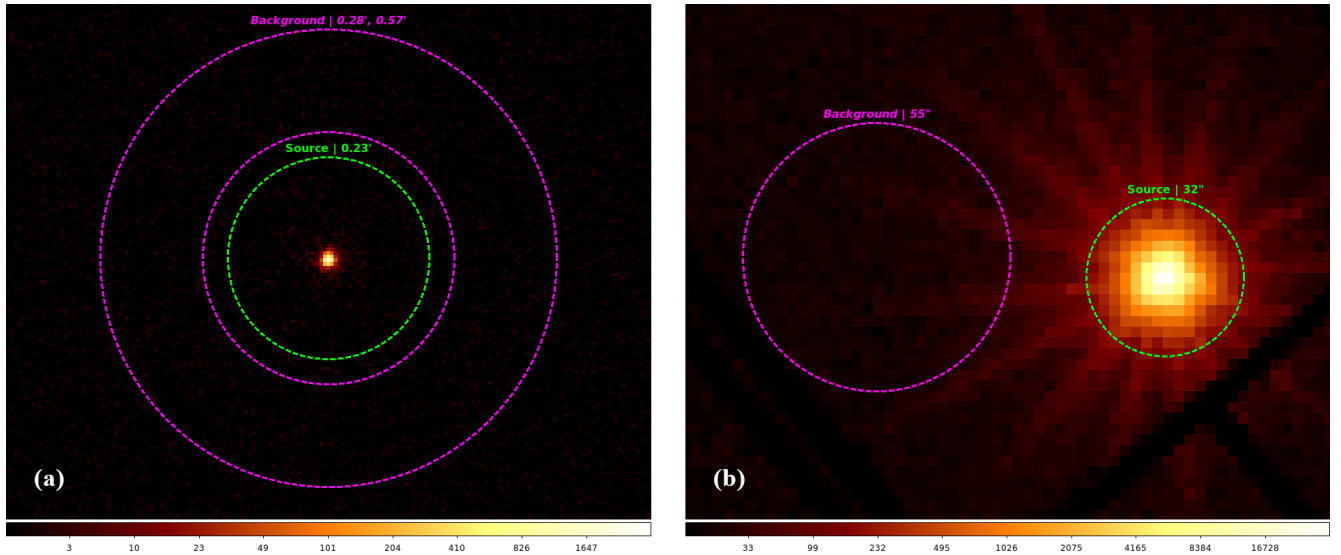 Background | 0.28', 0.57'
Source | 0.23'
(a)
3 10 23 49 101 204 410 826 1647
Background | 55"
Source | 32"
(b)
33 99 232 495 1026 2075 4165 8384 16728